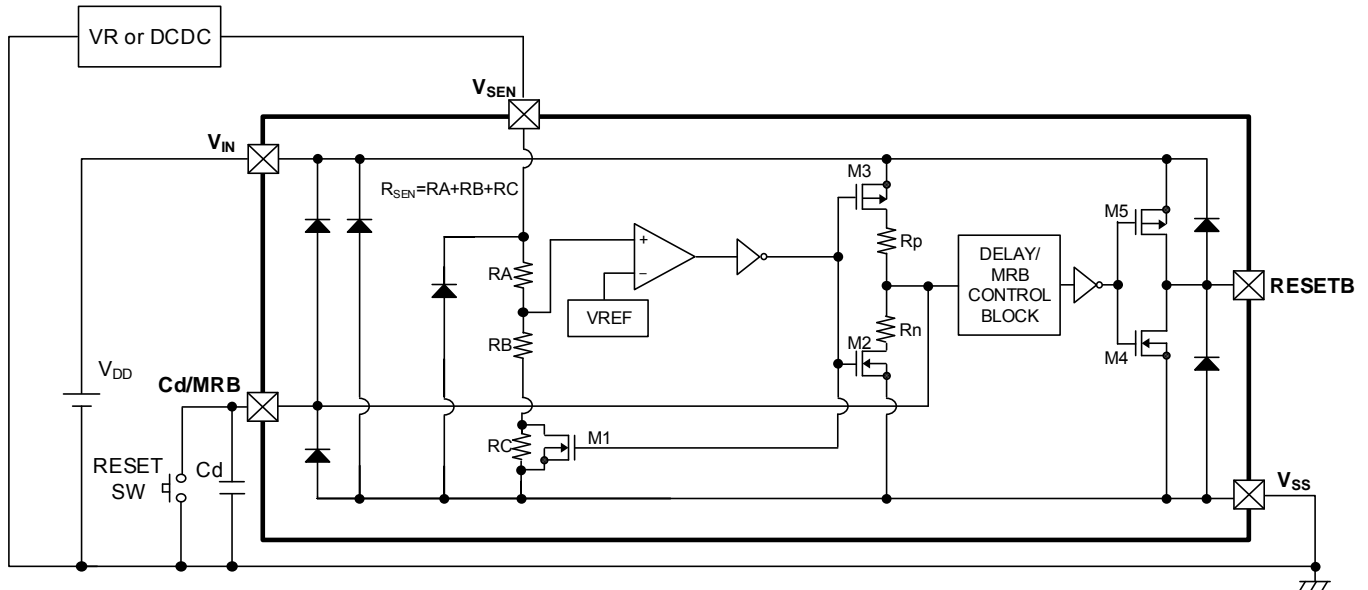 VR or DCDC
VSEN
VIN
RSEN=RA+RB+RC
M3
M5
Rp
RA
DELAY/
MRB
CONTROL
BLOCK
RESETB
VREF
RB
Rn
M2
M4
VDD
Cd/MRB
RC
M1
RESET
SW
Cd
VSS
+
−